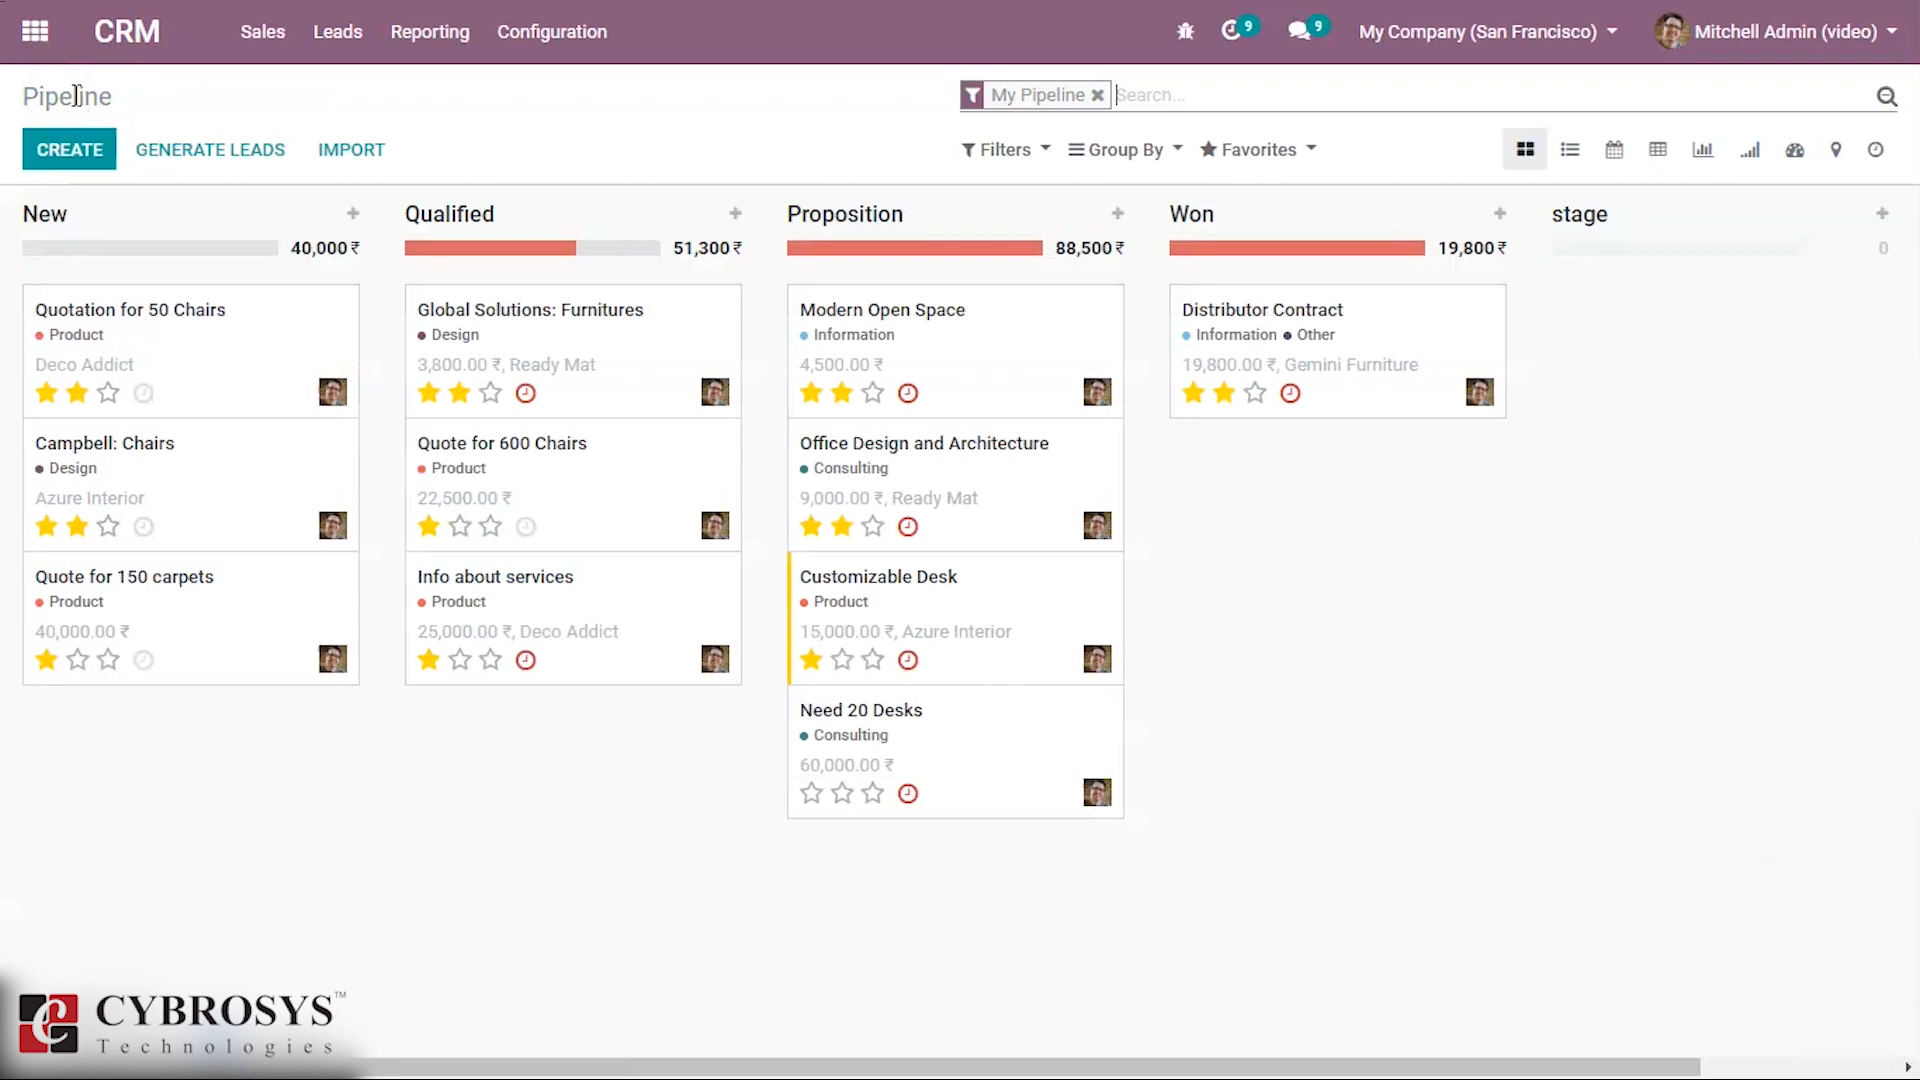 CRM Sales Leads Reporting Configuration 9 9 My Company (San Francisco) Mitchell Admin (video)
Pipeline
My Pipeline Search...
CREATE GENERATE LEADS IMPORT
Filters Group By Favorites
New
40,000 ₹
Quotation for 50 Chairs
Product
Deco Addict
Campbell: Chairs
Design
Azure Interior
Quote for 150 carpets
Product
40,000.00 ₹
Qualified
51,300 ₹
Global Solutions: Furnitures
Design
3,800.00 ₹, Ready Mat
Quote for 600 Chairs
Product
22,500.00 ₹
Info about services
Product
25,000.00 ₹, Deco Addict
Proposition
88,500 ₹
Modern Open Space
Information
4,500.00 ₹
Office Design and Architecture
Consulting
9,000.00 ₹, Ready Mat
Customizable Desk
Product
15,000.00 ₹, Azure Interior
Need 20 Desks
Consulting
60,000.00 ₹
Won
19,800 ₹
Distributor Contract
Information Other
19,800.00 ₹, Gemini Furniture
stage
0
CYBROSYS™
Technologies